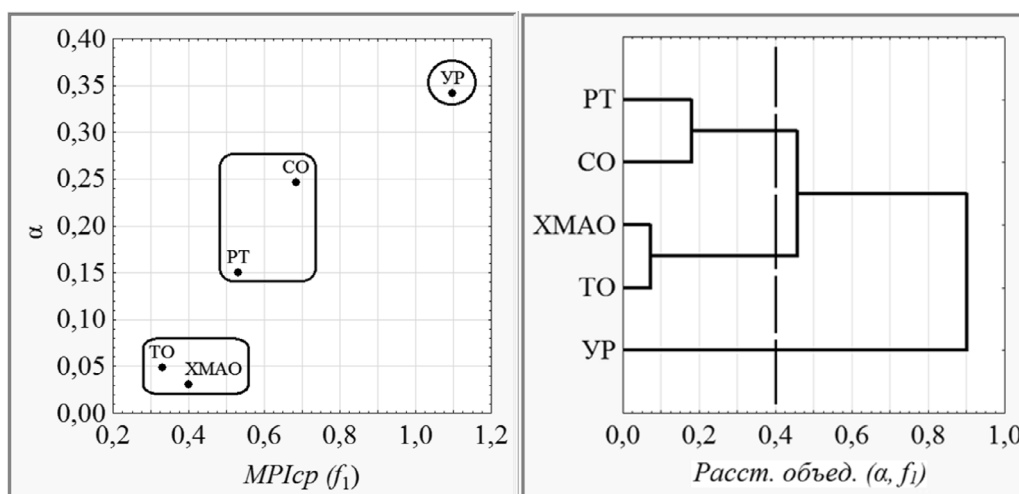 0,40
0,35
0,30
0,25
0,20
0,15
0,10
0,05
0,00
α
УР
СО
РТ
ТО
ХМАО
0,2 0,4 0,6 0,8 1,0 1,2
MPIср (f₁)
РТ
СО
ХМАО
ТО
УР
0,0 0,2 0,4 0,6 0,8 1,0
Расст. объед. (α, f₁)